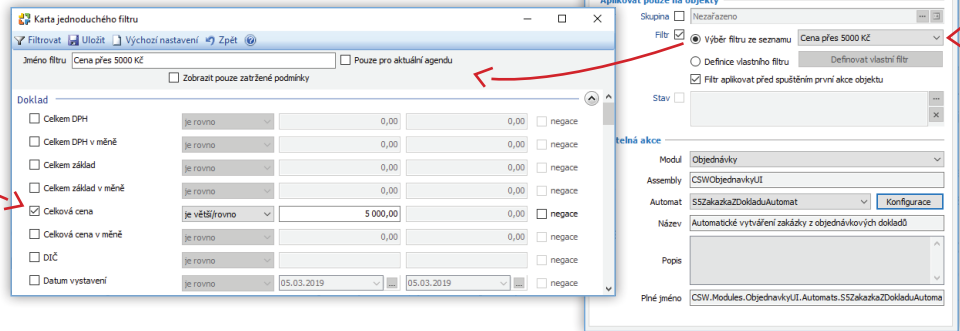 Karta jednoduchého filtru
Filtrovat Uložit Výchozí nastavení Zpět
Jméno filtru Cena přes 5000 Kč Pouze pro aktuální agendu
Zobrazit pouze zatržené podmínky
Doklad
Celkem DPH je rovno 0,00 0,00 negace
Celkem DPH v měně je rovno 0,00 0,00 negace
Celkem základ je rovno 0,00 0,00 negace
Celkem základ v měně je rovno 0,00 0,00 negace
Celková cena je větší/rovno 5 000,00 0,00 negace
Celková cena v měně je rovno 0,00 0,00 negace
DIČ je rovno negace
Datum vystavení je rovno 05.03.2019 05.03.2019 negace
Aplikovat pouze na objekty
Skupina Nezařazeno
Filtr Výběr filtru ze seznamu Cena přes 5000 Kč
Definice vlastního filtru Definovat vlastní filtr
Filtr aplikovat před spuštěním první akce objektu
Stav
telná akce
Modul Objednávky
Assembly CSWObjednavkyUI
Automat S5ZakazkaZDokladuAutomat Konfigurace
Název Automatické vytváření zakázky z objednávkových dokladů
Popis
Plné jméno CSW.Modules.ObjednavkyUI.Automats.S5ZakazkaZDokladuAutoma